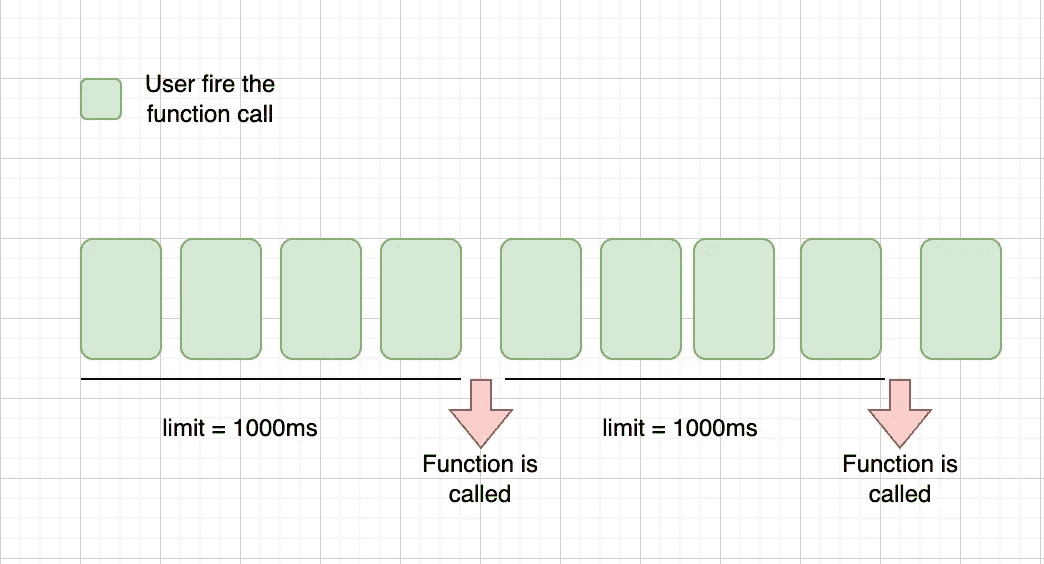 User fire the
function call
limit = 1000ms
limit = 1000ms
Function is
called
Function is
called